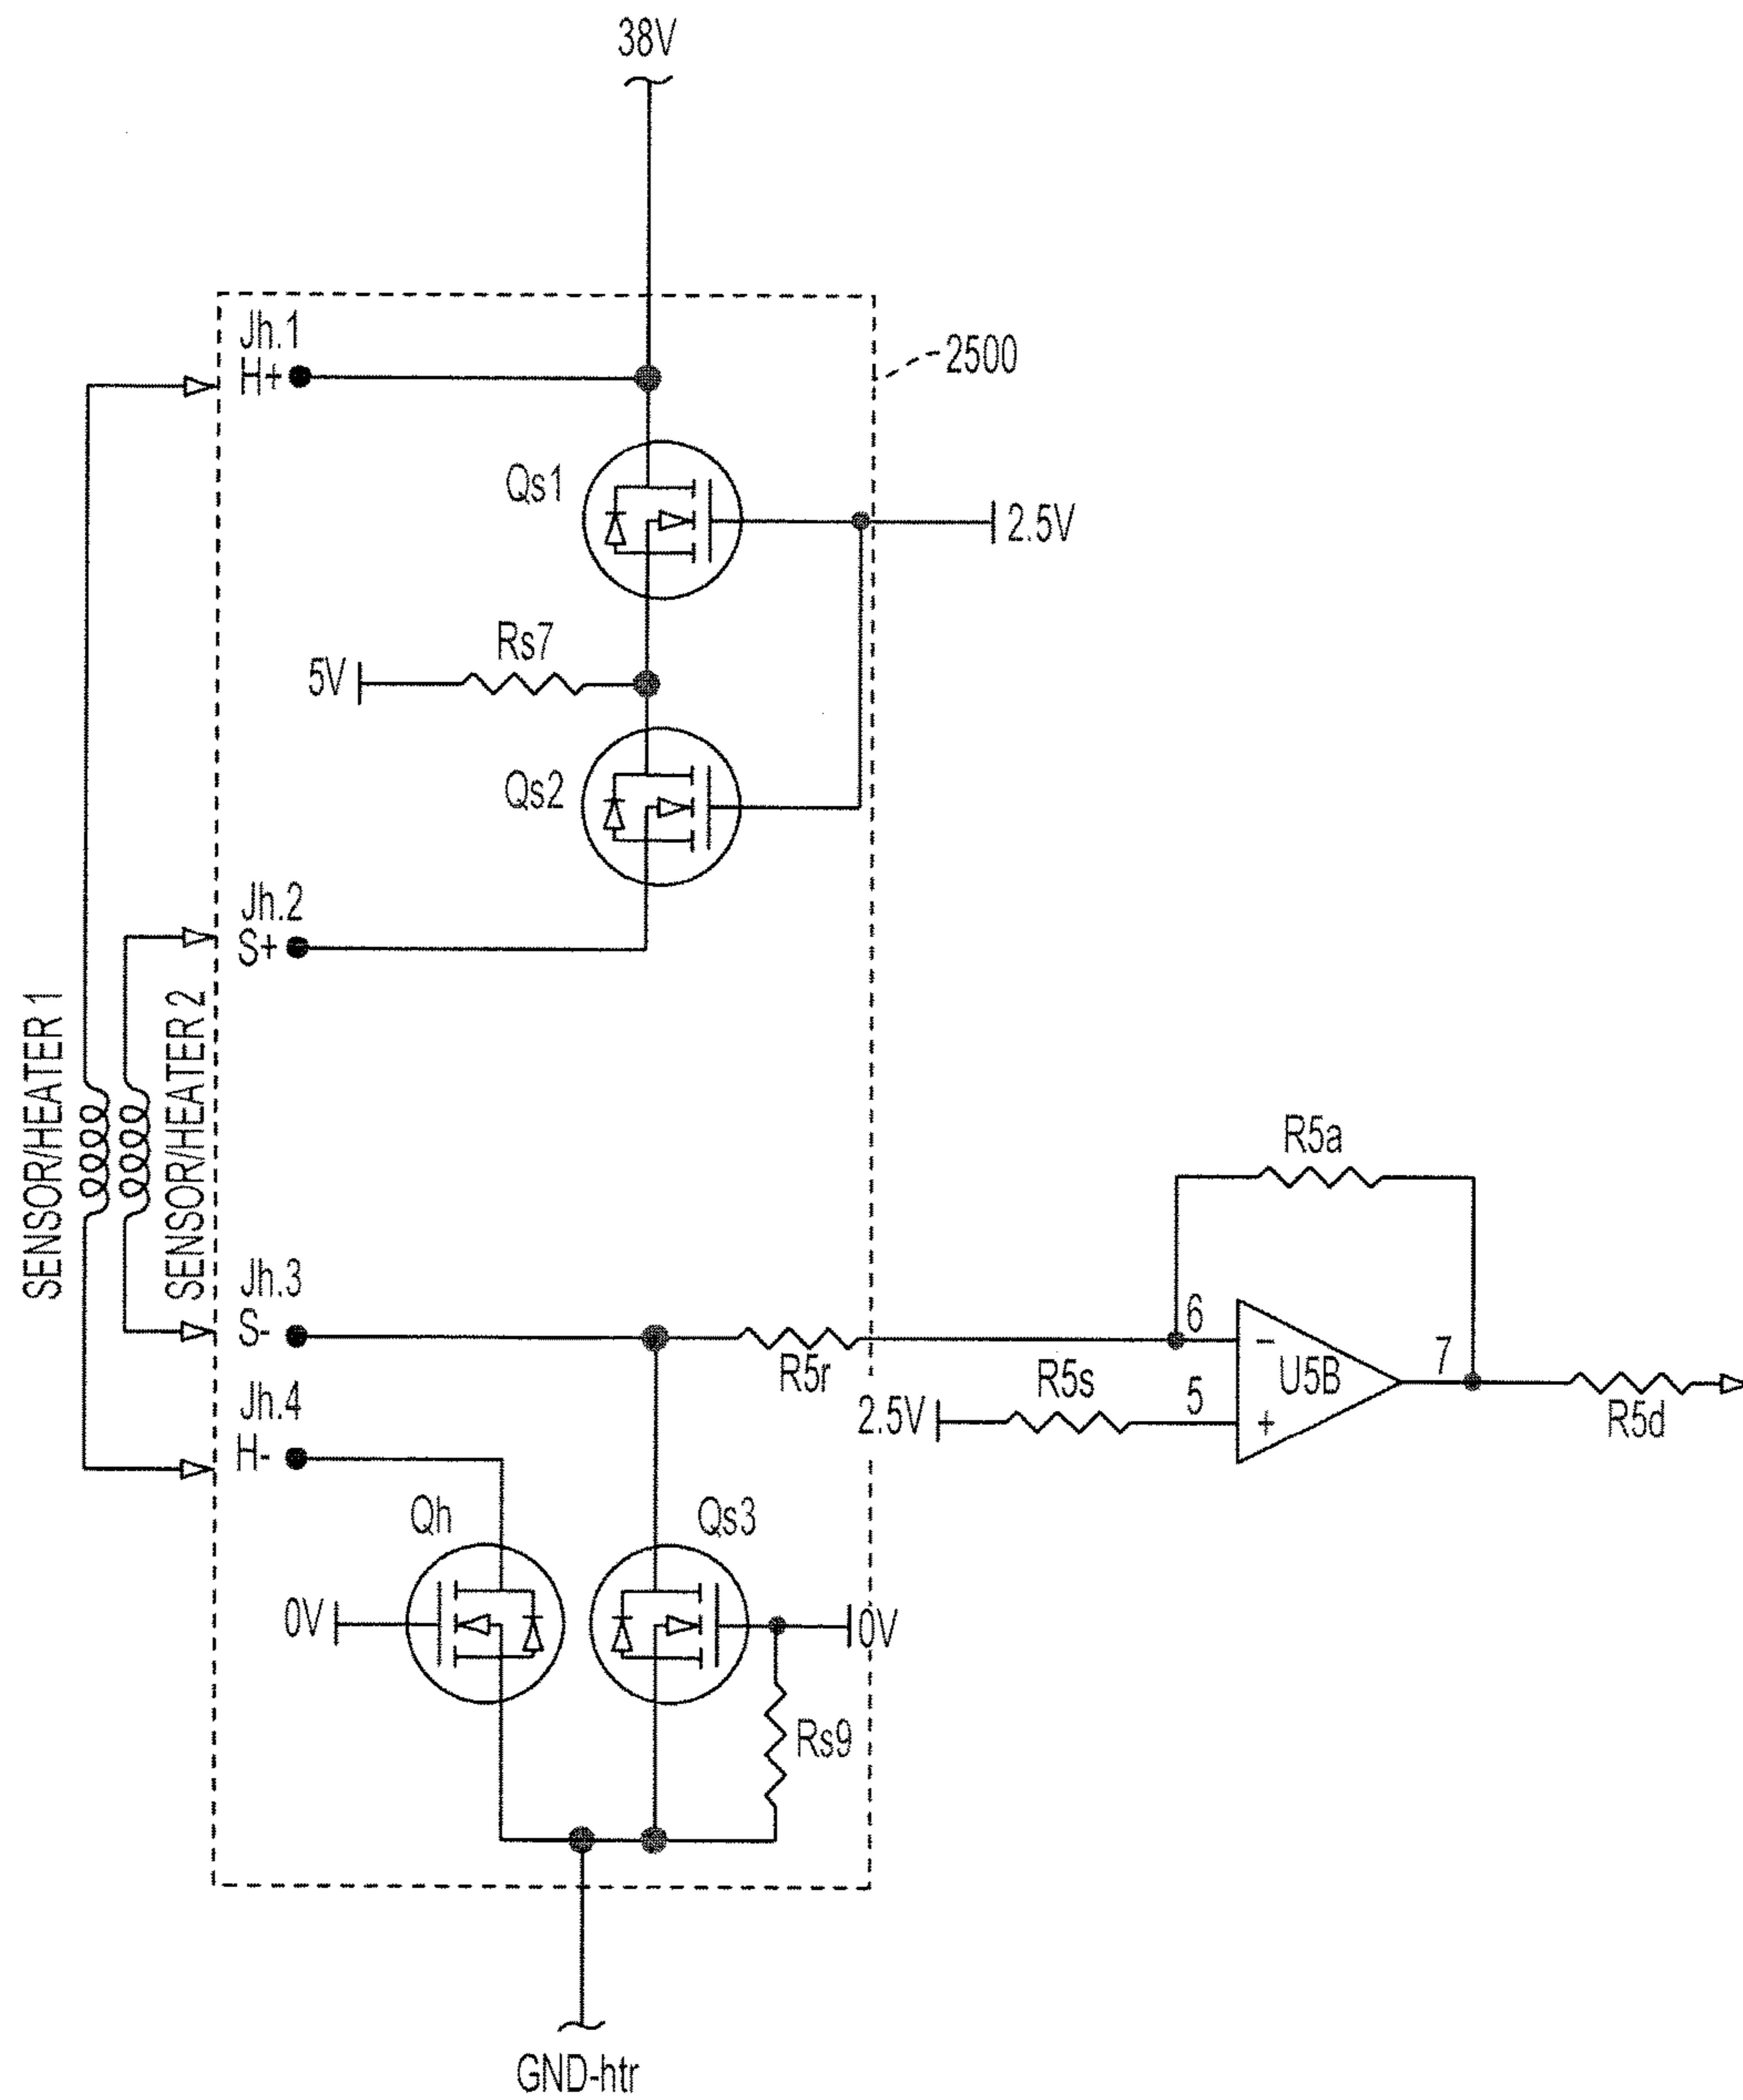 38V
Jh.1
H+
2500
Qs1
2.5V
Rs7
5V
Qs2
Jh.2
S+
SENSOR/HEATER 1
SENSOR/HEATER 2
R5a
Jh.3
S-
R5r
6
-
U5B
7
R5s
5
+
2.5V
R5d
Jh.4
H-
Qh
Qs3
0V
0V
Rs9
GND-htr